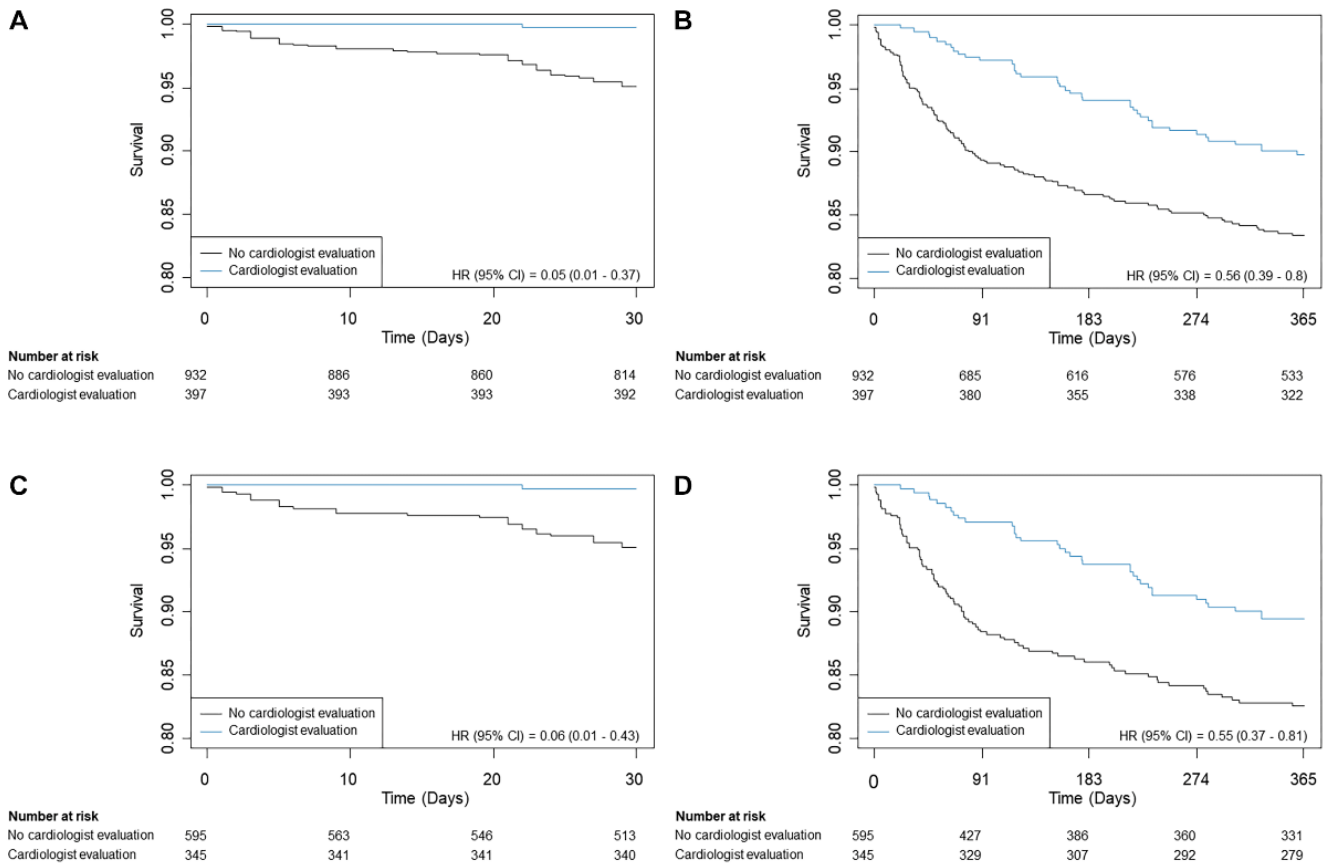 A
1.00
0.95
0.90
0.85
0.80
Survival
No cardiologist evaluation
Cardiologist evaluation
HR (95% CI) = 0.05 (0.01 - 0.37)
0 10 20 30
Time (Days)
Number at risk
No cardiologist evaluation 932 886 860 814
Cardiologist evaluation 397 393 393 392
B
1.00
0.95
0.90
0.85
0.80
Survival
No cardiologist evaluation
Cardiologist evaluation
HR (95% CI) = 0.56 (0.39 - 0.8)
0 91 183 274 365
Time (Days)
Number at risk
No cardiologist evaluation 932 685 616 576 533
Cardiologist evaluation 397 380 355 338 322
C
1.00
0.95
0.90
0.85
0.80
Survival
No cardiologist evaluation
Cardiologist evaluation
HR (95% CI) = 0.06 (0.01 - 0.43)
0 10 20 30
Time (Days)
Number at risk
No cardiologist evaluation 595 563 546 513
Cardiologist evaluation 345 341 341 340
D
1.00
0.95
0.90
0.85
0.80
Survival
No cardiologist evaluation
Cardiologist evaluation
HR (95% CI) = 0.55 (0.37 - 0.81)
0 91 183 274 365
Time (Days)
Number at risk
No cardiologist evaluation 595 427 386 360 331
Cardiologist evaluation 345 329 307 292 279